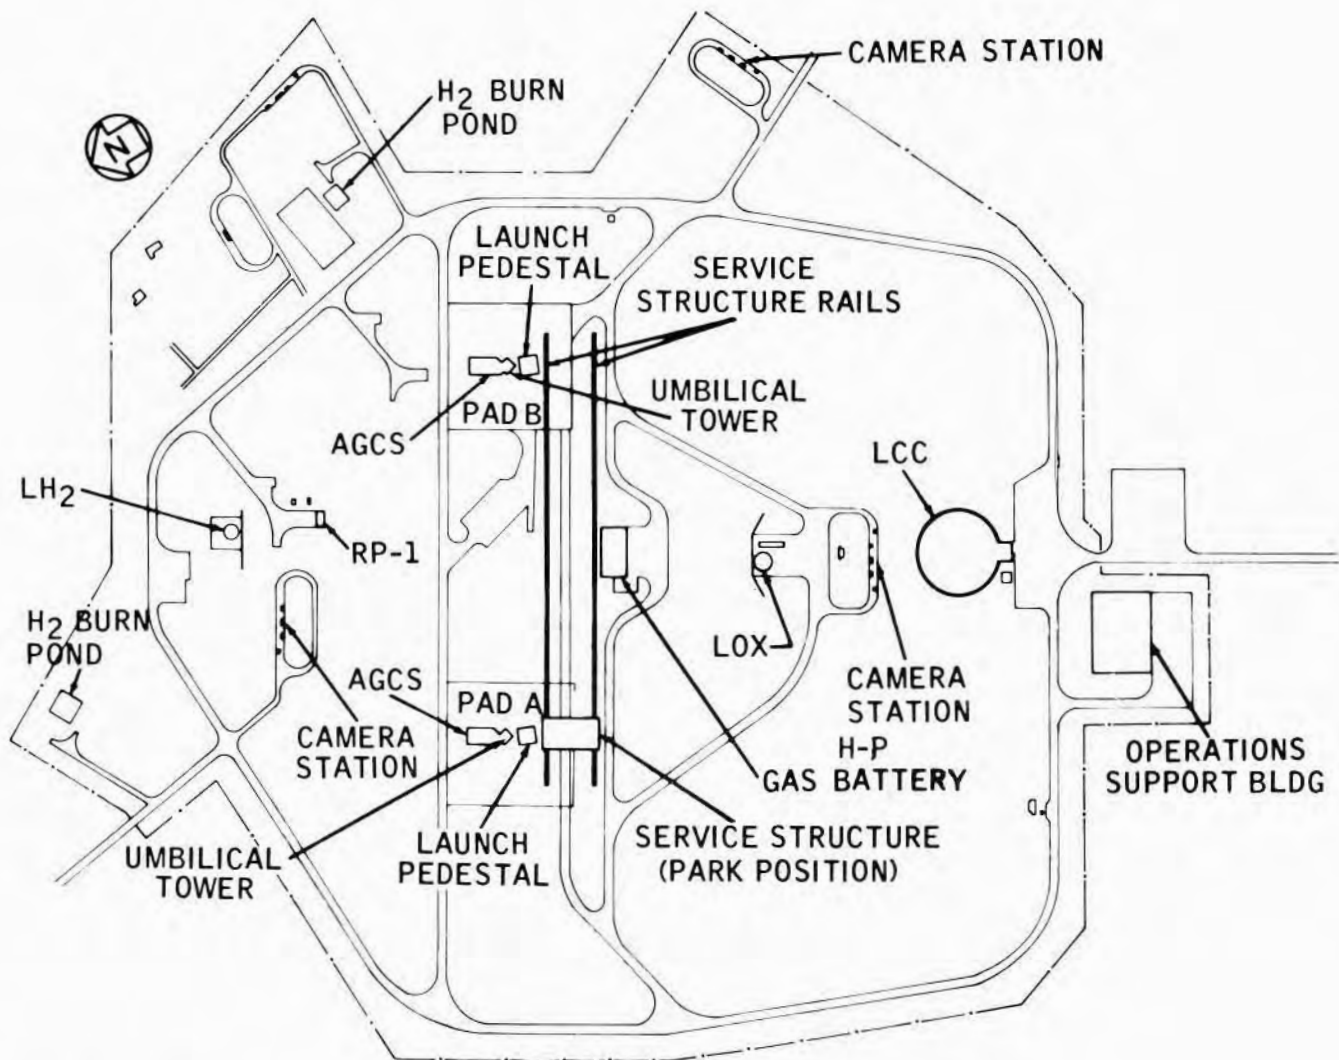 CAMERA STATION
H2 BURN
POND
N
LAUNCH
PEDESTAL
SERVICE
STRUCTURE RAILS
UMBILICAL
TOWER
PAD B
AGCS
LCC
LH2
RP-1
H2 BURN
POND
LOX
AGCS
PAD A
CAMERA
STATION
CAMERA
STATION
H-P
GAS BATTERY
OPERATIONS
SUPPORT BLDG
UMBILICAL
TOWER
LAUNCH
PEDESTAL
SERVICE STRUCTURE
(PARK POSITION)